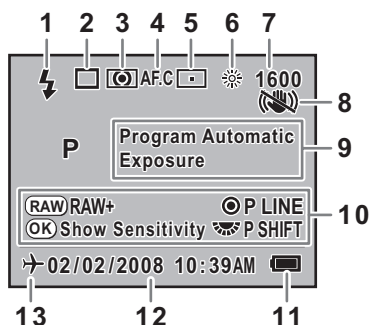 1 2 3 4 5 6 7
AF.C 1600
8
P Program Automatic
Exposure
9
RAW RAW+ P LINE
10
OK Show Sensitivity P SHIFT
02/02/2008 10:39AM
13 12 11